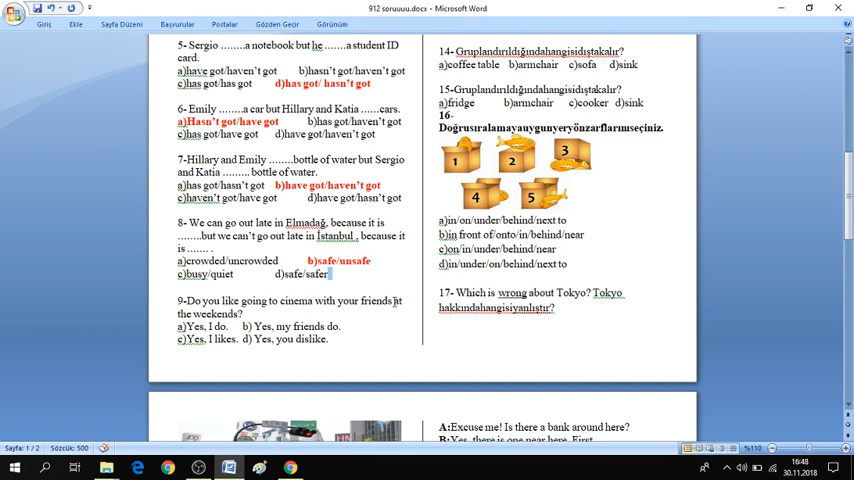 912 soruuuu.docx - Microsoft Word
Giriş Ekle Sayfa Düzeni Başvurular Postalar Gözden Geçir Görünüm
5- Sergio ........a notebook but he .......a student ID
card.
a)have got/haven't got b)hasn't got/haven't got
c)has got/has got d)has got/ hasn't got
6- Emily ........a car but Hillary and Katia ......cars.
a)Hasn't got/have got b)has got/haven't got
c)has got/have got d)have got/haven't got
7-Hillary and Emily ........bottle of water but Sergio
and Katia ......... bottle of water.
a)has got/hasn't got b)have got/haven't got
c)haven't got/have got d)have got/hasn't got
8- We can go out late in Elmadağ, because it is
........but we can't go out late in İstanbul , because it
is ....... .
a)crowded/uncrowded b)safe/unsafe
c)busy/quiet d)safe/safer
9-Do you like going to cinema with your friends at
the weekends?
a)Yes, I do. b) Yes, my friends do.
c)Yes, I likes. d) Yes, you dislike.
14- Gruplandırıldığındahangisidıştakalır?
a)coffee table b)armchair c)sofa d)sink
15-Gruplandırıldığındahangisidıştakalır?
a)fridge b)armchair c)cooker d)sink
16-
Doğrusıralamayauygunyeryönzarflarınıseçiniz.
1 2 3
4 5
a)in/on/under/behind/next to
b)in front of/onto/in/behind/near
c)on/in/under/behind/near
d)in/under/on/behind/next to
17- Which is wrong about Tokyo? Tokyo
hakkındahangisiyanlıştır?
A:Excuse me! Is there a bank around here?
B:Yes, there is one near here. First
Sayfa: 1 / 2 Sözcük: 500 %110
16:48
30.11.2018